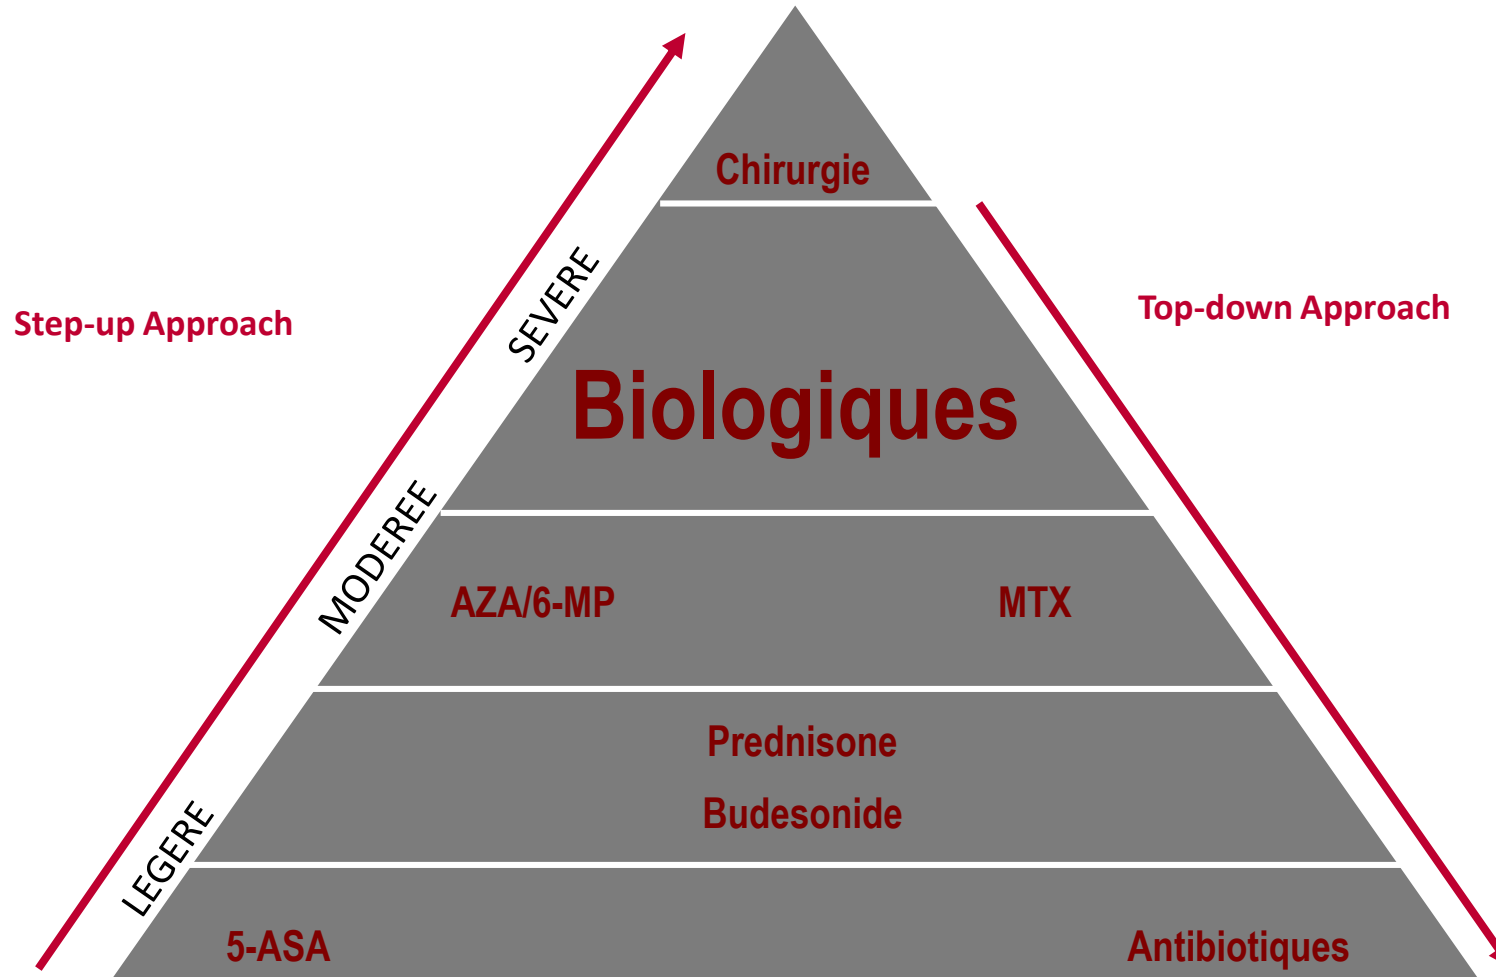 Chirurgie
SEVERE
Step-up Approach
Top-down Approach
Biologiques
MODEREE
AZA/6-MP
MTX
Prednisone
Budesonide
LEGERE
5-ASA
Antibiotiques